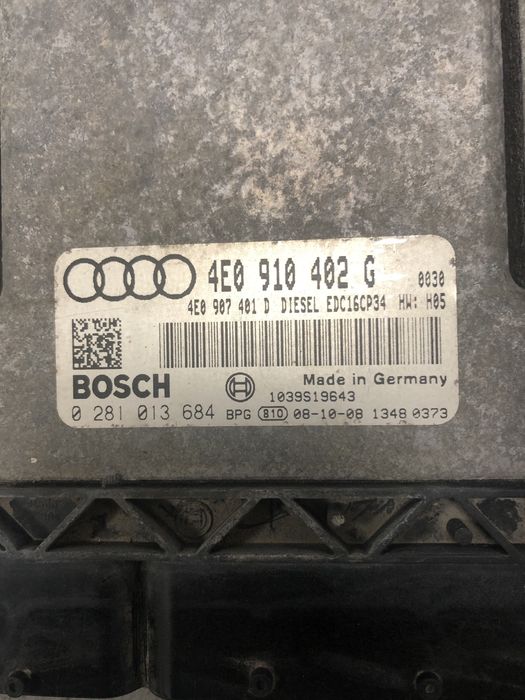 4E0 910 402 G 0030
4E0 907 401 D DIESEL EDC16CP34 HW: H05
BOSCH Made in Germany
1039S19643
0 281 013 684 BPG 810 08-10-08 1348 0373